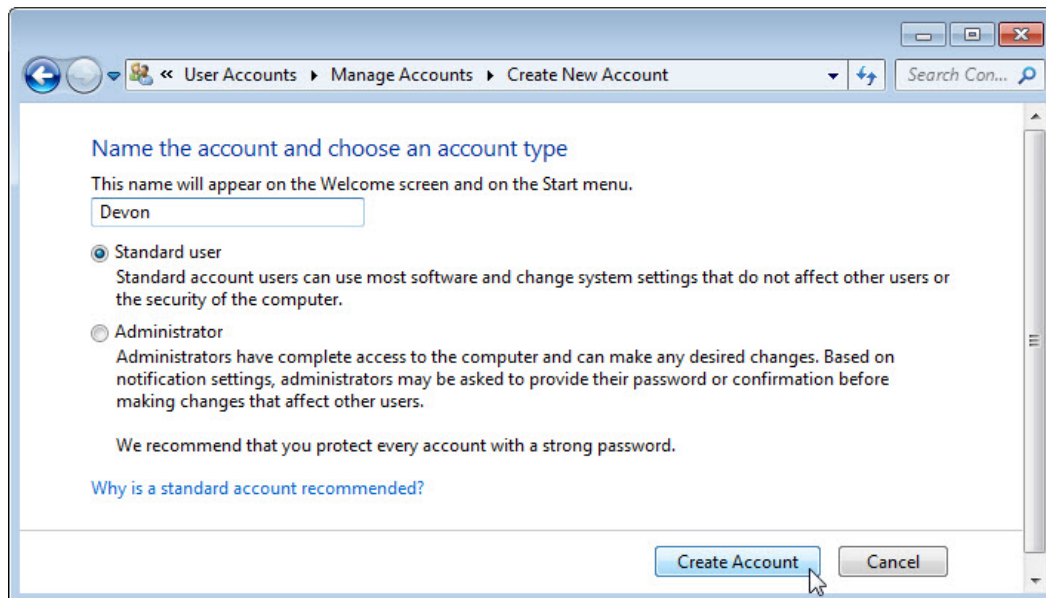 « User Accounts ▸ Manage Accounts ▸ Create New Account
Search Con...
Name the account and choose an account type
This name will appear on the Welcome screen and on the Start menu.
Devon
Standard user
Standard account users can use most software and change system settings that do not affect other users or
the security of the computer.
Administrator
Administrators have complete access to the computer and can make any desired changes. Based on
notification settings, administrators may be asked to provide their password or confirmation before
making changes that affect other users.
We recommend that you protect every account with a strong password.
Why is a standard account recommended?
Create Account
Cancel